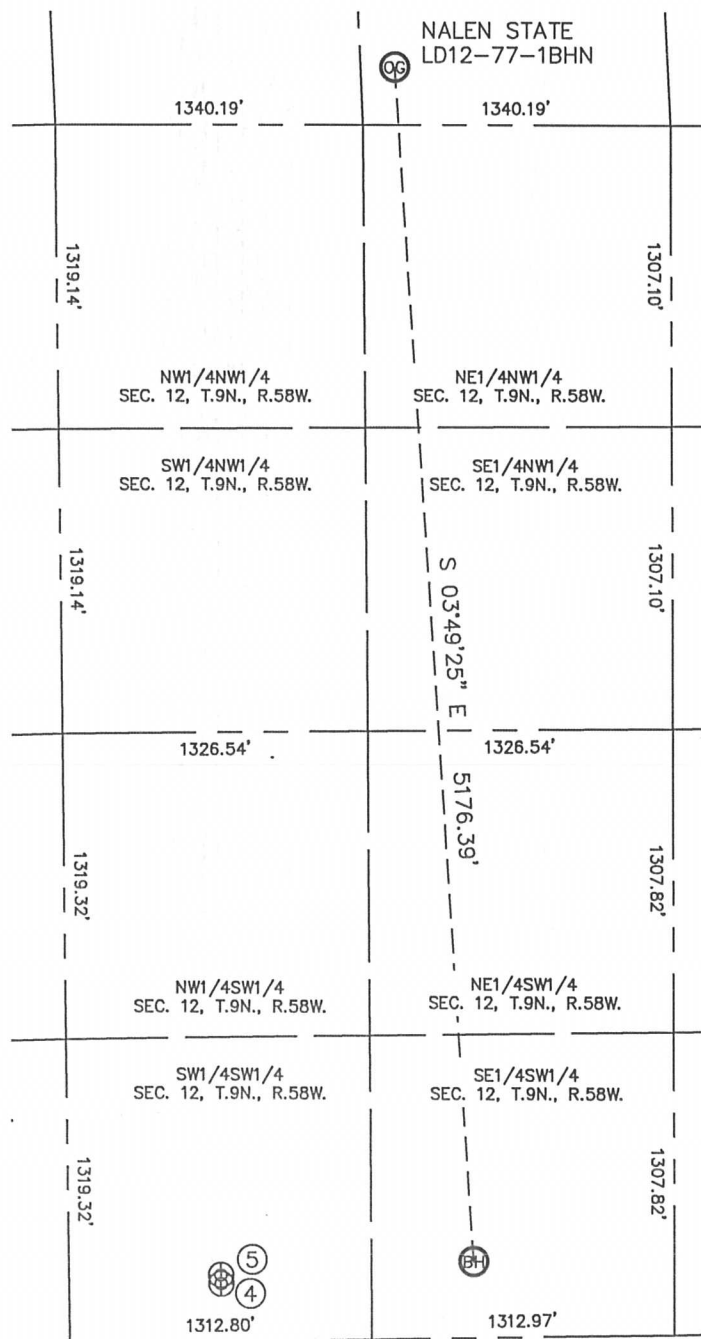 NALEN STATE
LD12-77-1BHN
OG
1340.19'
1340.19'
1319.14'
1307.10'
NW1/4NW1/4
SEC. 12, T.9N., R.58W.
NE1/4NW1/4
SEC. 12, T.9N., R.58W.
SW1/4NW1/4
SEC. 12, T.9N., R.58W.
SE1/4NW1/4
SEC. 12, T.9N., R.58W.
1319.14'
S 03°49'25" E 5176.39'
1307.10'
1326.54'
1326.54'
1319.32'
1307.82'
NW1/4SW1/4
SEC. 12, T.9N., R.58W.
NE1/4SW1/4
SEC. 12, T.9N., R.58W.
SW1/4SW1/4
SEC. 12, T.9N., R.58W.
SE1/4SW1/4
SEC. 12, T.9N., R.58W.
1319.32'
1307.82'
5
4
BH
1312.80'
1312.97'